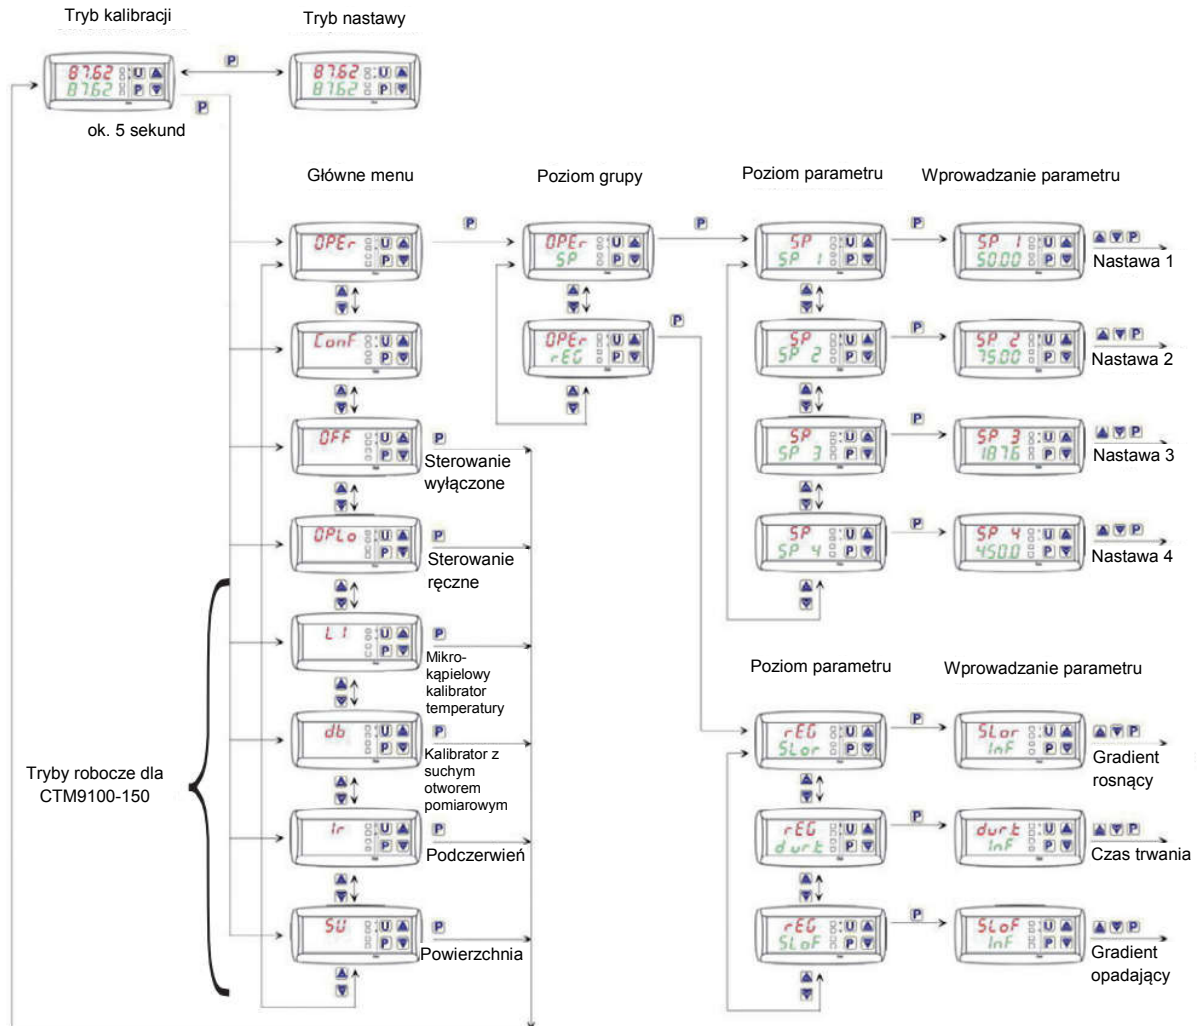 Tryb kalibracji
Tryb nastawy
87.62
87.62
U
P
P
87.62
87.62
U
P
P
ok. 5 sekund
Główne menu
Poziom grupy
Poziom parametru
Wprowadzanie parametru
OPEr
U
P
P
OPEr
SP
U
P
P
SP
SP 1
U
P
P
SP 1
50.00
U
P
P
Nastawa 1
ConF
U
P
OPEr
rEG
U
P
P
SP
SP 2
U
P
P
SP 2
75.00
U
P
P
Nastawa 2
OFF
U
P
P
Sterowanie
wyłączone
SP
SP 3
U
P
P
SP 3
187.6
U
P
P
Nastawa 3
OPLo
U
P
P
Sterowanie
ręczne
SP
SP 4
U
P
P
SP 4
450.0
U
P
P
Nastawa 4
LI
U
P
P
Mikro-
kąpielowy
kalibrator
temperatury
Poziom parametru
Wprowadzanie parametru
db
U
P
P
Kalibrator z
suchym
otworem
pomiarowym
rEG
SLor
U
P
P
SLor
InF
U
P
P
Gradient
rosnący
Tryby robocze dla
CTM9100-150
Ir
U
P
P
Podczerwień
rEG
dur.t
U
P
P
dur.t
InF
U
P
P
Czas trwania
SU
U
P
P
Powierzchnia
rEG
SLoF
U
P
P
SLoF
InF
U
P
P
Gradient
opadający